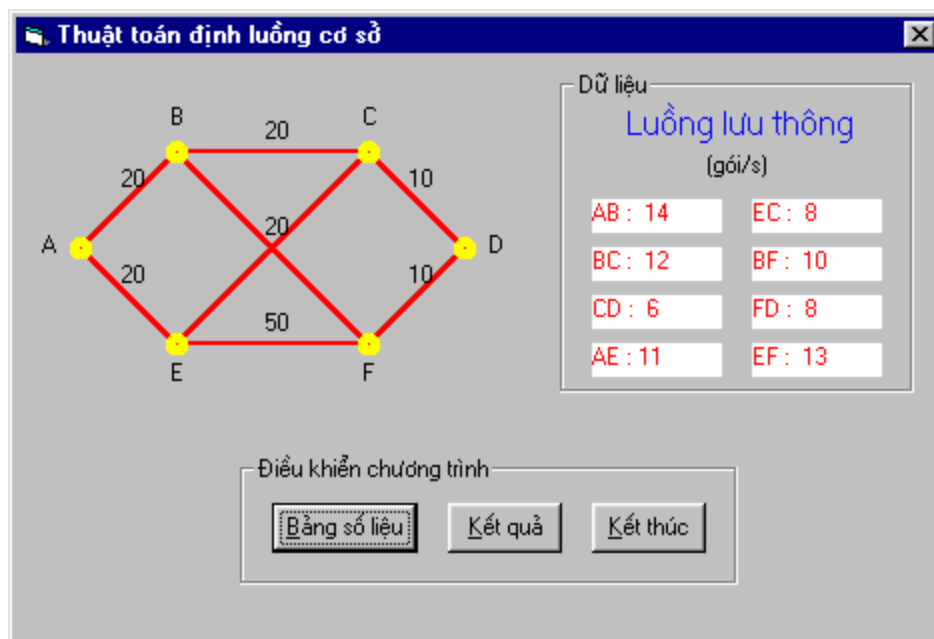 Thuật toán định luồng cơ sở
B
C
20
20
10
A
20
D
20
10
50
E
F
Dữ liệu
Luồng lưu thông
(gói/s)
AB : 14
EC : 8
BC : 12
BF : 10
CD : 6
FD : 8
AE : 11
EF : 13
Điều khiển chương trình
Bảng số liệu
Kết quả
Kết thúc